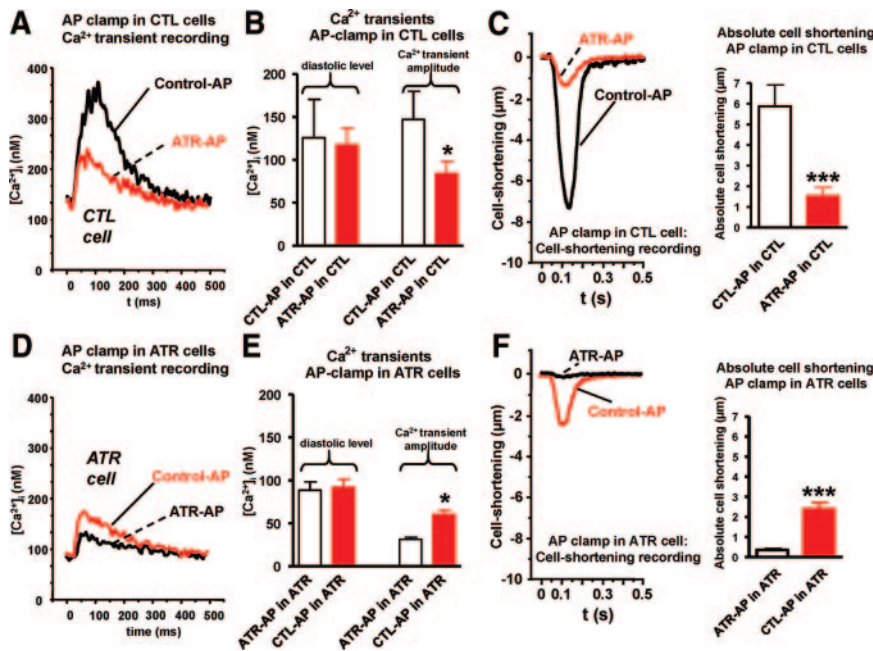 A
AP clamp in CTL cells
Ca²⁺ transient recording
400
300
200
100
0
[Ca²⁺]ᵢ (nM)
Control-AP
ATR-AP
CTL
cell
0 100 200 300 400 500
t (ms)
B
Ca²⁺ transients
AP-clamp in CTL cells
200
150
100
50
0
[Ca²⁺]ᵢ (nM)
diastolic level
Ca²⁺ transient
amplitude
*
CTL-AP in CTL
ATR-AP in CTL
CTL-AP in CTL
ATR-AP in CTL
C
0
-2
-4
-6
-8
-10
Cell-shortening (µm)
ATR-AP
Control-AP
AP clamp in CTL cell:
Cell-shortening recording
0 0.1 0.2 0.3 0.5
t (s)
Absolute cell shortening
AP clamp in CTL cells
7
6
5
4
3
2
1
0
Absolute cell shortening (µm)
***
CTL-AP in CTL
ATR-AP in CTL
D
AP clamp in ATR cells
Ca²⁺ transient recording
400
300
200
100
0
[Ca²⁺]ᵢ (nM)
ATR
cell
Control-AP
ATR-AP
0 100 200 300 400 500
time (ms)
E
Ca²⁺ transients
AP-clamp in ATR cells
200
150
100
50
0
[Ca²⁺]ᵢ (nM)
diastolic level
Ca²⁺ transient
amplitude
*
ATR-AP in ATR
CTL-AP in ATR
ATR-AP in ATR
CTL-AP in ATR
F
0
-2
-4
-6
-8
-10
Cell-shortening (µm)
ATR-AP
Control-AP
AP clamp in ATR cell:
Cell-shortening recording
0 0.1 0.2 0.3 0.5
t (s)
Absolute cell shortening
AP clamp in ATR cells
7
6
5
4
3
2
1
0
Absolute cell shortening (µm)
***
ATR-AP in ATR
CTL-AP in ATR